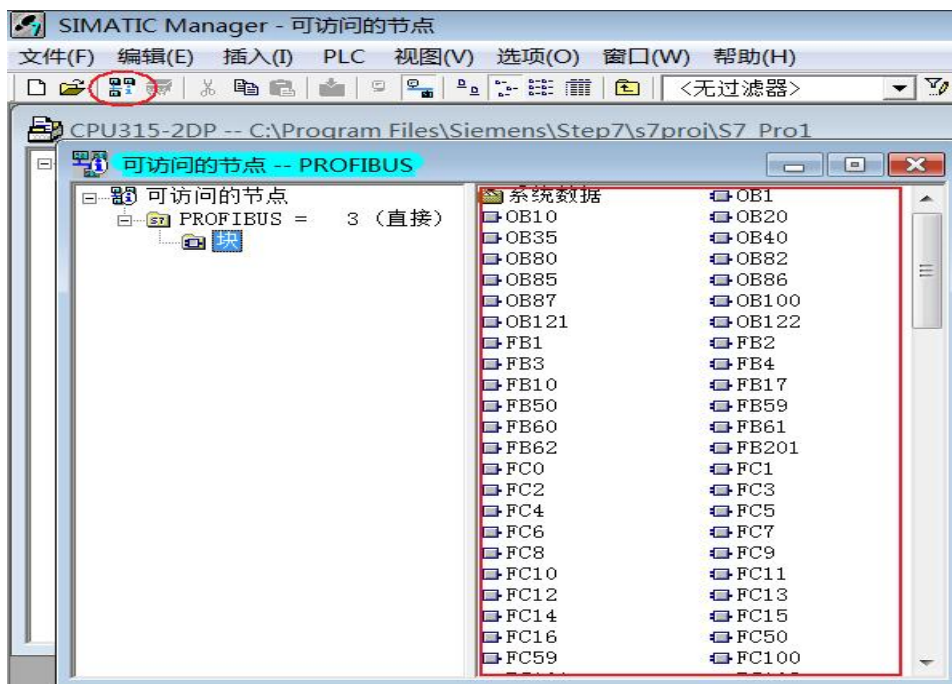 SIMATIC Manager - 可访问的节点
文件(F) 编辑(E) 插入(I) PLC 视图(V) 选项(O) 窗口(W) 帮助(H)
<无过滤器>
CPU315-2DP -- C:\Program Files\Siemens\Step7\s7proj\S7_Pro1
可访问的节点 -- PROFIBUS
可访问的节点
PROFIBUS = 3 (直接)
块
系统数据 OB1
OB10 OB20
OB35 OB40
OB80 OB82
OB85 OB86
OB87 OB100
OB121 OB122
FB1 FB2
FB3 FB4
FB10 FB17
FB50 FB59
FB60 FB61
FB62 FB201
FC0 FC1
FC2 FC3
FC4 FC5
FC6 FC7
FC8 FC9
FC10 FC11
FC12 FC13
FC14 FC15
FC16 FC50
FC59 FC100